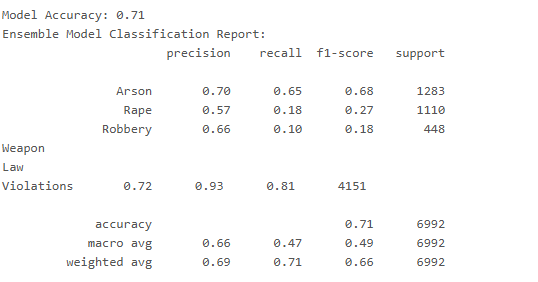 Model Accuracy: 0.71
Ensemble Model Classification Report:
precision recall f1-score support
Arson 0.70 0.65 0.68 1283
Rape 0.57 0.18 0.27 1110
Robbery 0.66 0.10 0.18 448
Weapon
Law
Violations 0.72 0.93 0.81 4151
accuracy 0.71 6992
macro avg 0.66 0.47 0.49 6992
weighted avg 0.69 0.71 0.66 6992